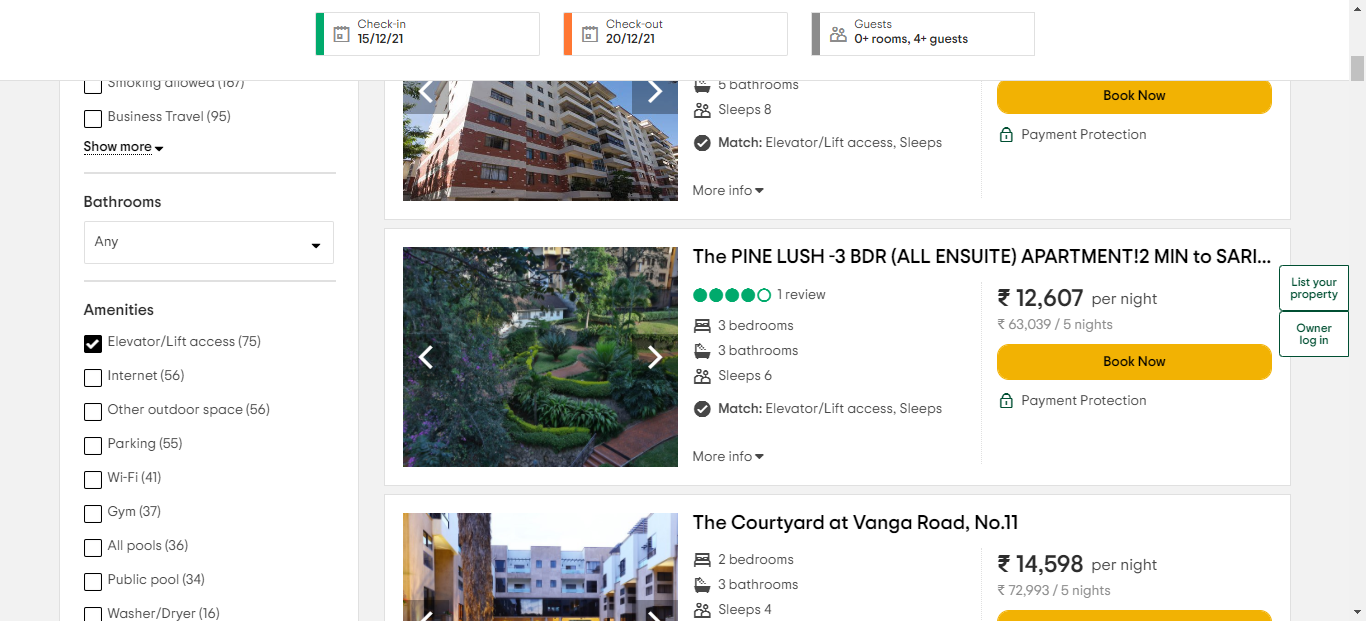 Check-in
15/12/21
Check-out
20/12/21
Guests
0+ rooms, 4+ guests
Smoking allowed (167)
Business Travel (95)
Show more
Bathrooms
Any
Amenities
Elevator/Lift access (75)
Internet (56)
Other outdoor space (56)
Parking (55)
Wi-Fi (41)
Gym (37)
All pools (36)
Public pool (34)
Washer/Dryer (16)
5 bathrooms
Sleeps 8
Match: Elevator/Lift access, Sleeps
More info
Book Now
Payment Protection
The PINE LUSH -3 BDR (ALL ENSUITE) APARTMENT!2 MIN to SARI...
1 review
3 bedrooms
3 bathrooms
Sleeps 6
Match: Elevator/Lift access, Sleeps
More info
₹ 12,607 per night
₹ 63,039 / 5 nights
Book Now
Payment Protection
The Courtyard at Vanga Road, No.11
2 bedrooms
3 bathrooms
Sleeps 4
₹ 14,598 per night
₹ 72,993 / 5 nights
List your
property
Owner
log in